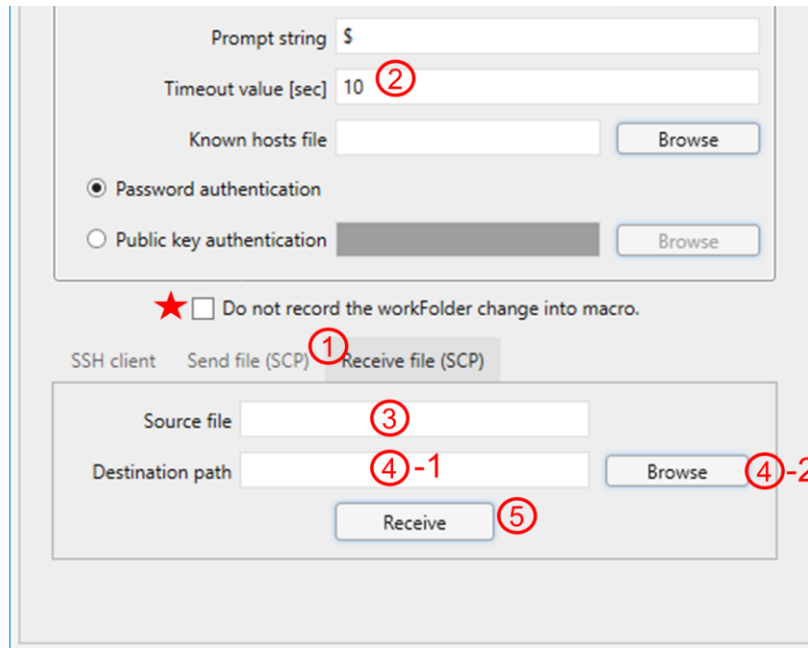 Prompt string $
Timeout value [sec] 10 ②
Known hosts file Browse
Password authentication
Public key authentication Browse
★ Do not record the workFolder change into macro.
SSH client Send file (SCP) ① Receive file (SCP)
Source file ③
Destination path ④-1 Browse ④-2
Receive ⑤